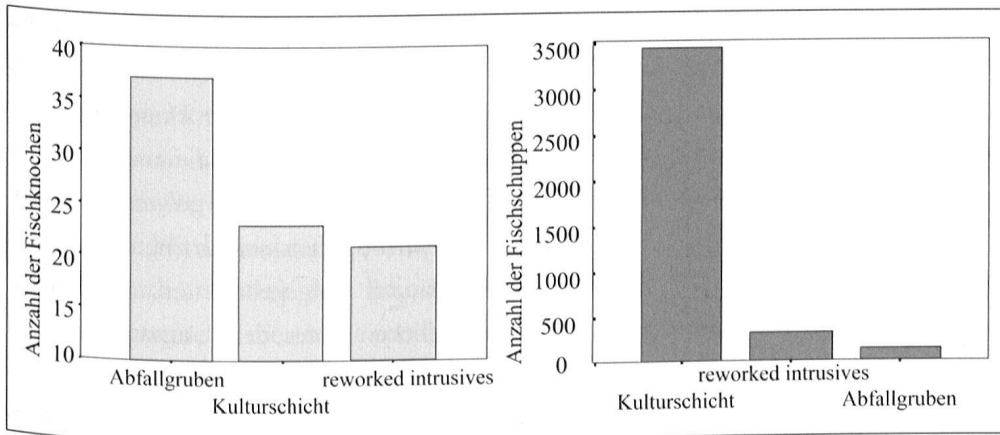 Anzahl der Fischknochen
40
35
30
25
20
15
10
Abfallgruben
reworked intrusives
Kulturschicht
Anzahl der Fischschuppen
3500
3000
2500
2000
1500
1000
500
0
reworked intrusives
Kulturschicht
Abfallgruben